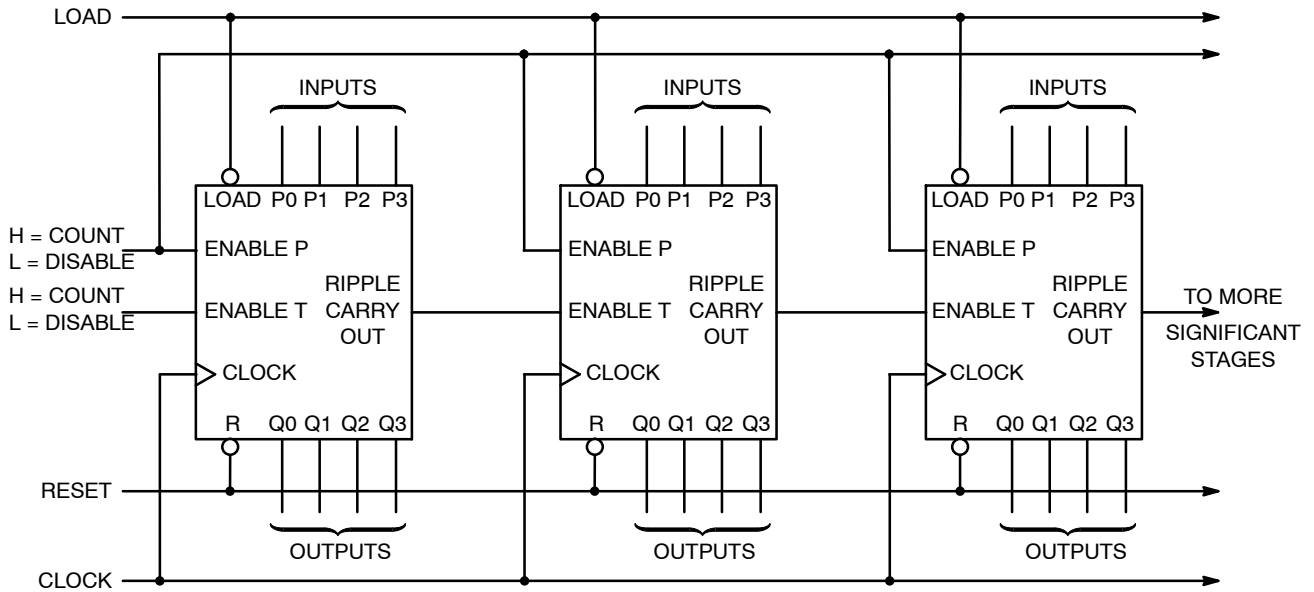 LOAD
INPUTS
INPUTS
INPUTS
LOAD P0 P1 P2 P3
LOAD P0 P1 P2 P3
LOAD P0 P1 P2 P3
H = COUNT
L = DISABLE
ENABLE P
ENABLE P
ENABLE P
H = COUNT
L = DISABLE
ENABLE T
RIPPLE
CARRY
OUT
ENABLE T
RIPPLE
CARRY
OUT
ENABLE T
RIPPLE
CARRY
OUT
TO MORE
SIGNIFICANT
STAGES
CLOCK
CLOCK
CLOCK
R Q0 Q1 Q2 Q3
R Q0 Q1 Q2 Q3
R Q0 Q1 Q2 Q3
RESET
OUTPUTS
OUTPUTS
OUTPUTS
CLOCK